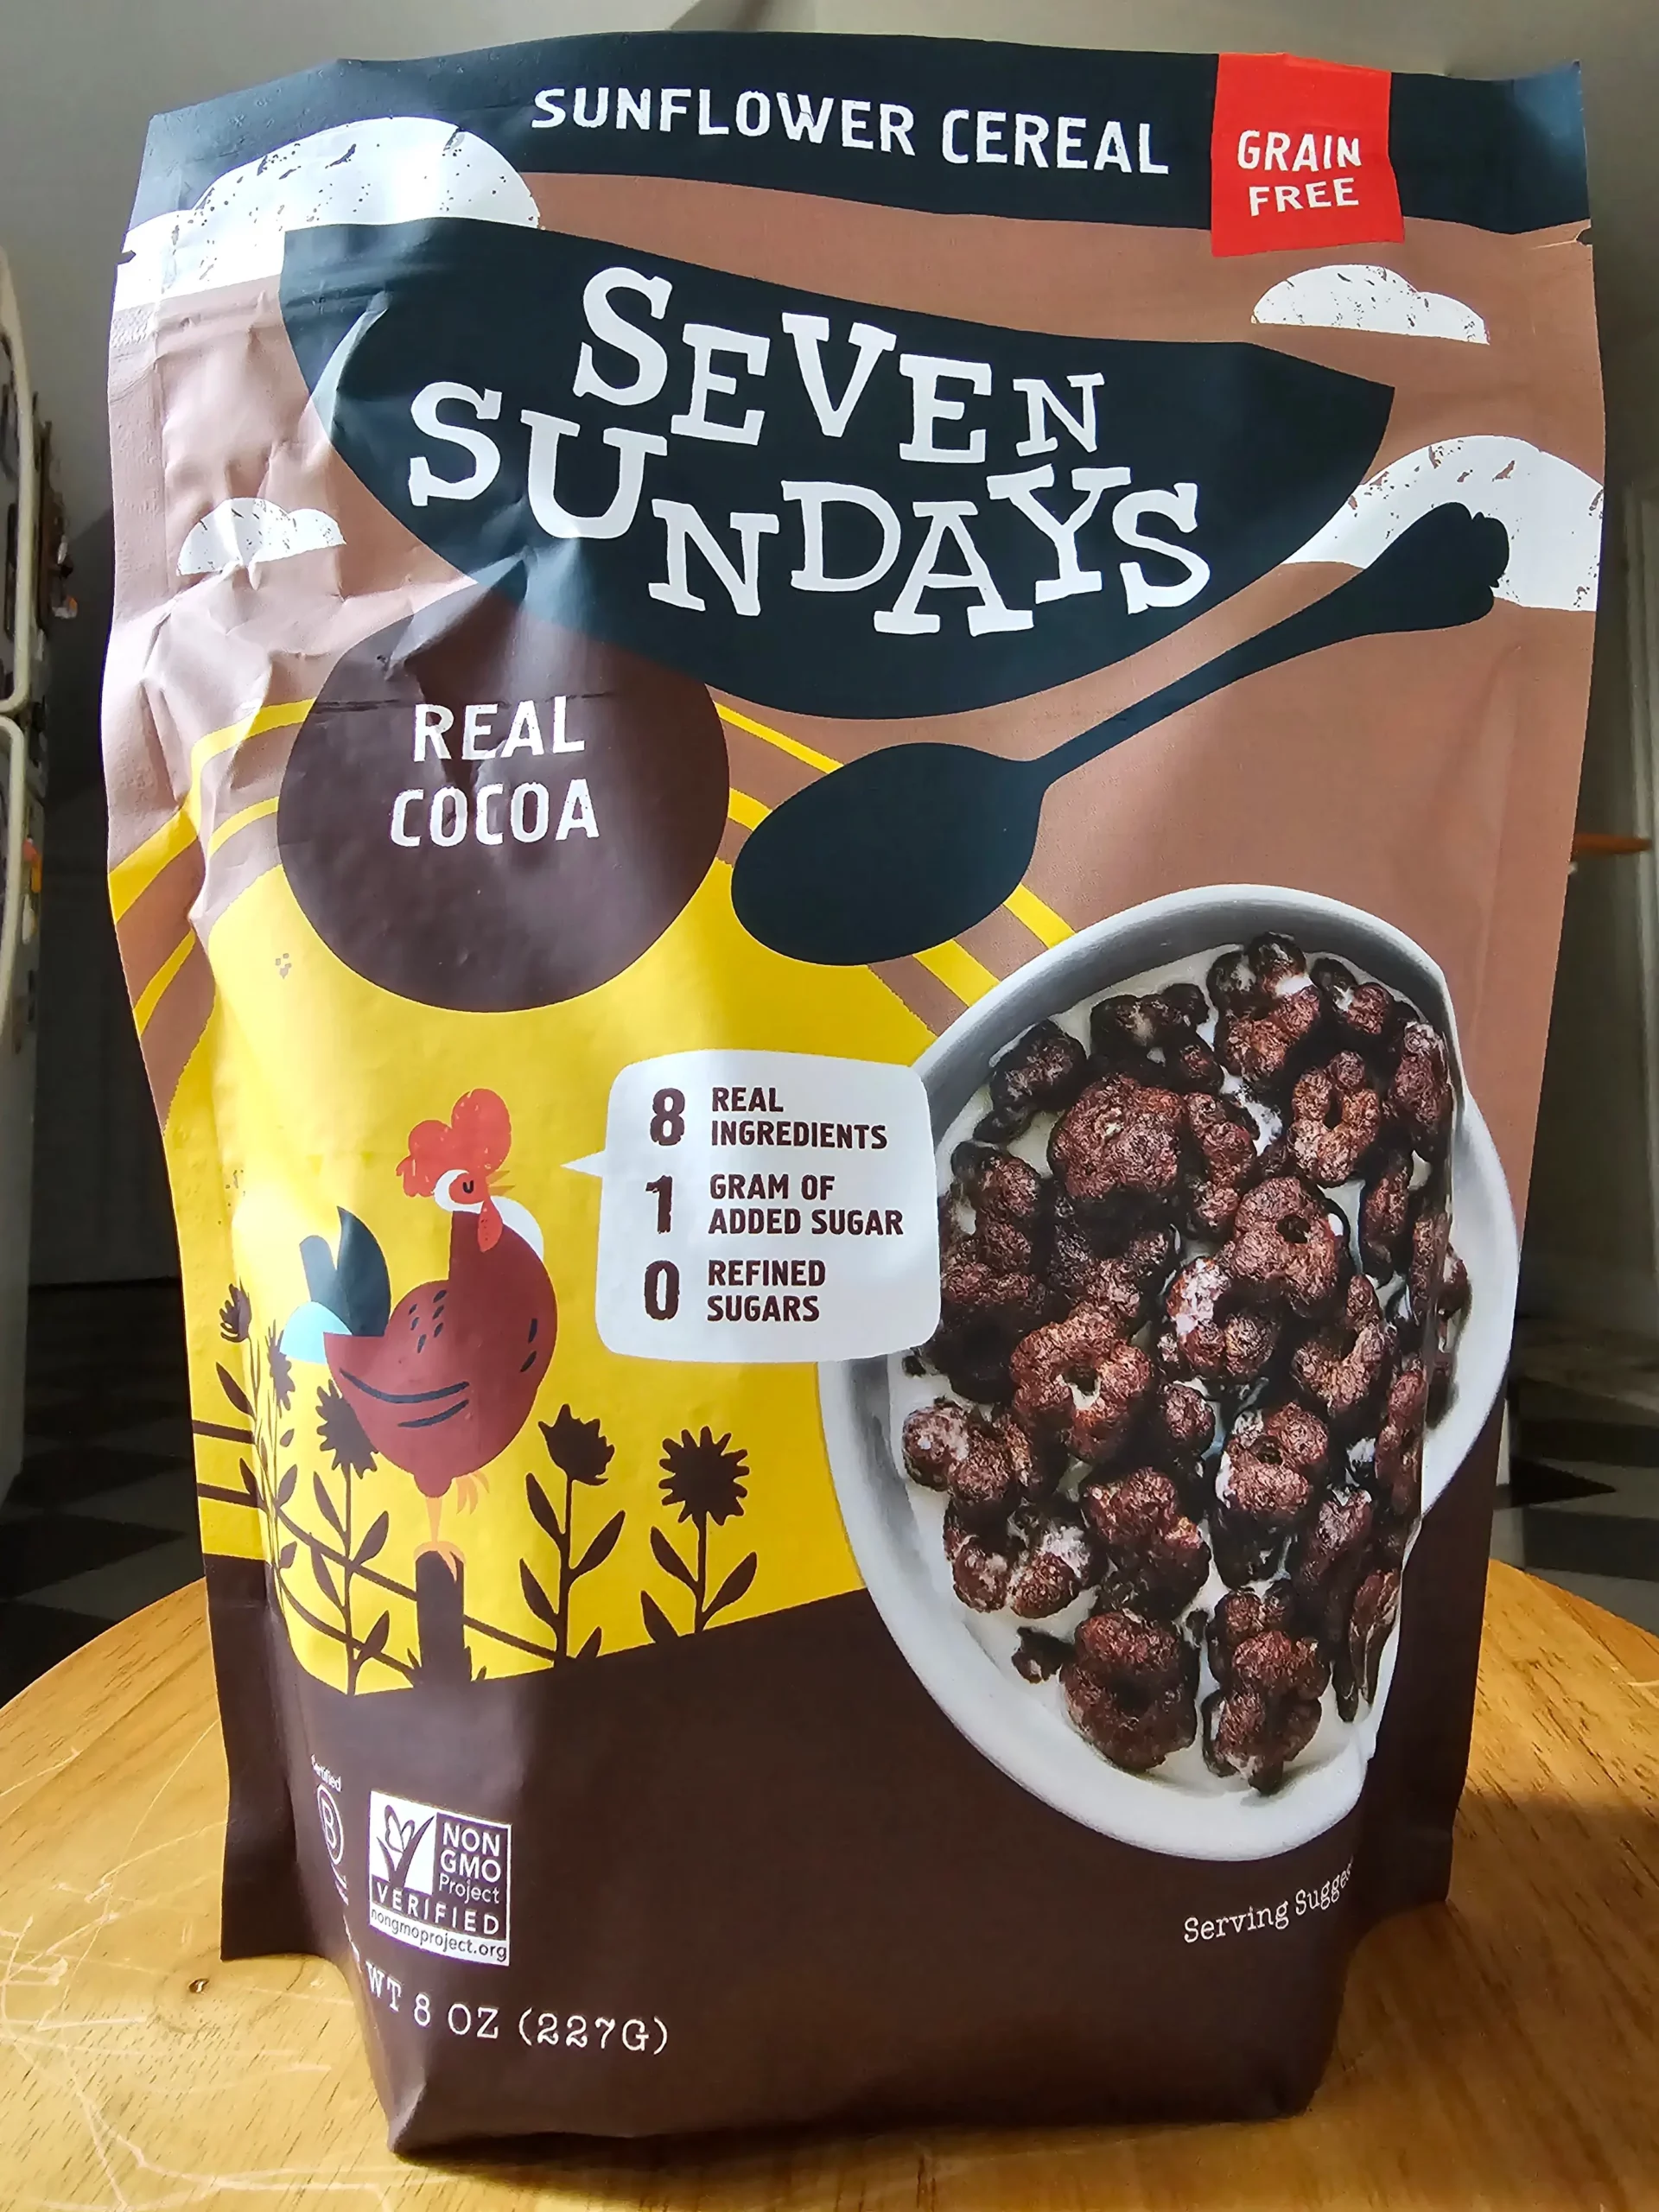 SUNFLOWER CEREAL
GRAIN
FREE
SEVEN
SUNDAYS
REAL
COCOA
8 REAL
INGREDIENTS
1 GRAM OF
ADDED SUGAR
0 REFINED
SUGARS
B
NON
GMO
Project
VERIFIED
nongmoproject.org
Serving
WT 8 OZ (227G)